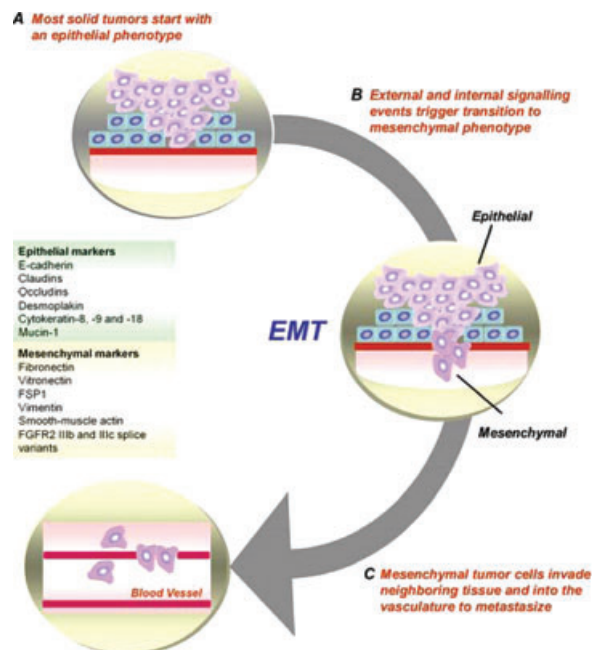 A Most solid tumors start with
an epithelial phenotype
B External and internal signalling
events trigger transition to
mesenchymal phenotype
Epithelial
Epithelial markers
E-cadherin
Claudins
Occludins
Desmoplakin
Cytokeratin-8, -9 and -18
Mucin-1
Mesenchymal markers
Fibronectin
Vitronectin
FSP1
Vimentin
Smooth-muscle actin
FGFR2 IIIb and IIIc splice
variants
EMT
Mesenchymal
Blood Vessel
C Mesenchymal tumor cells invade
neighboring tissue and into the
vasculature to metastasize